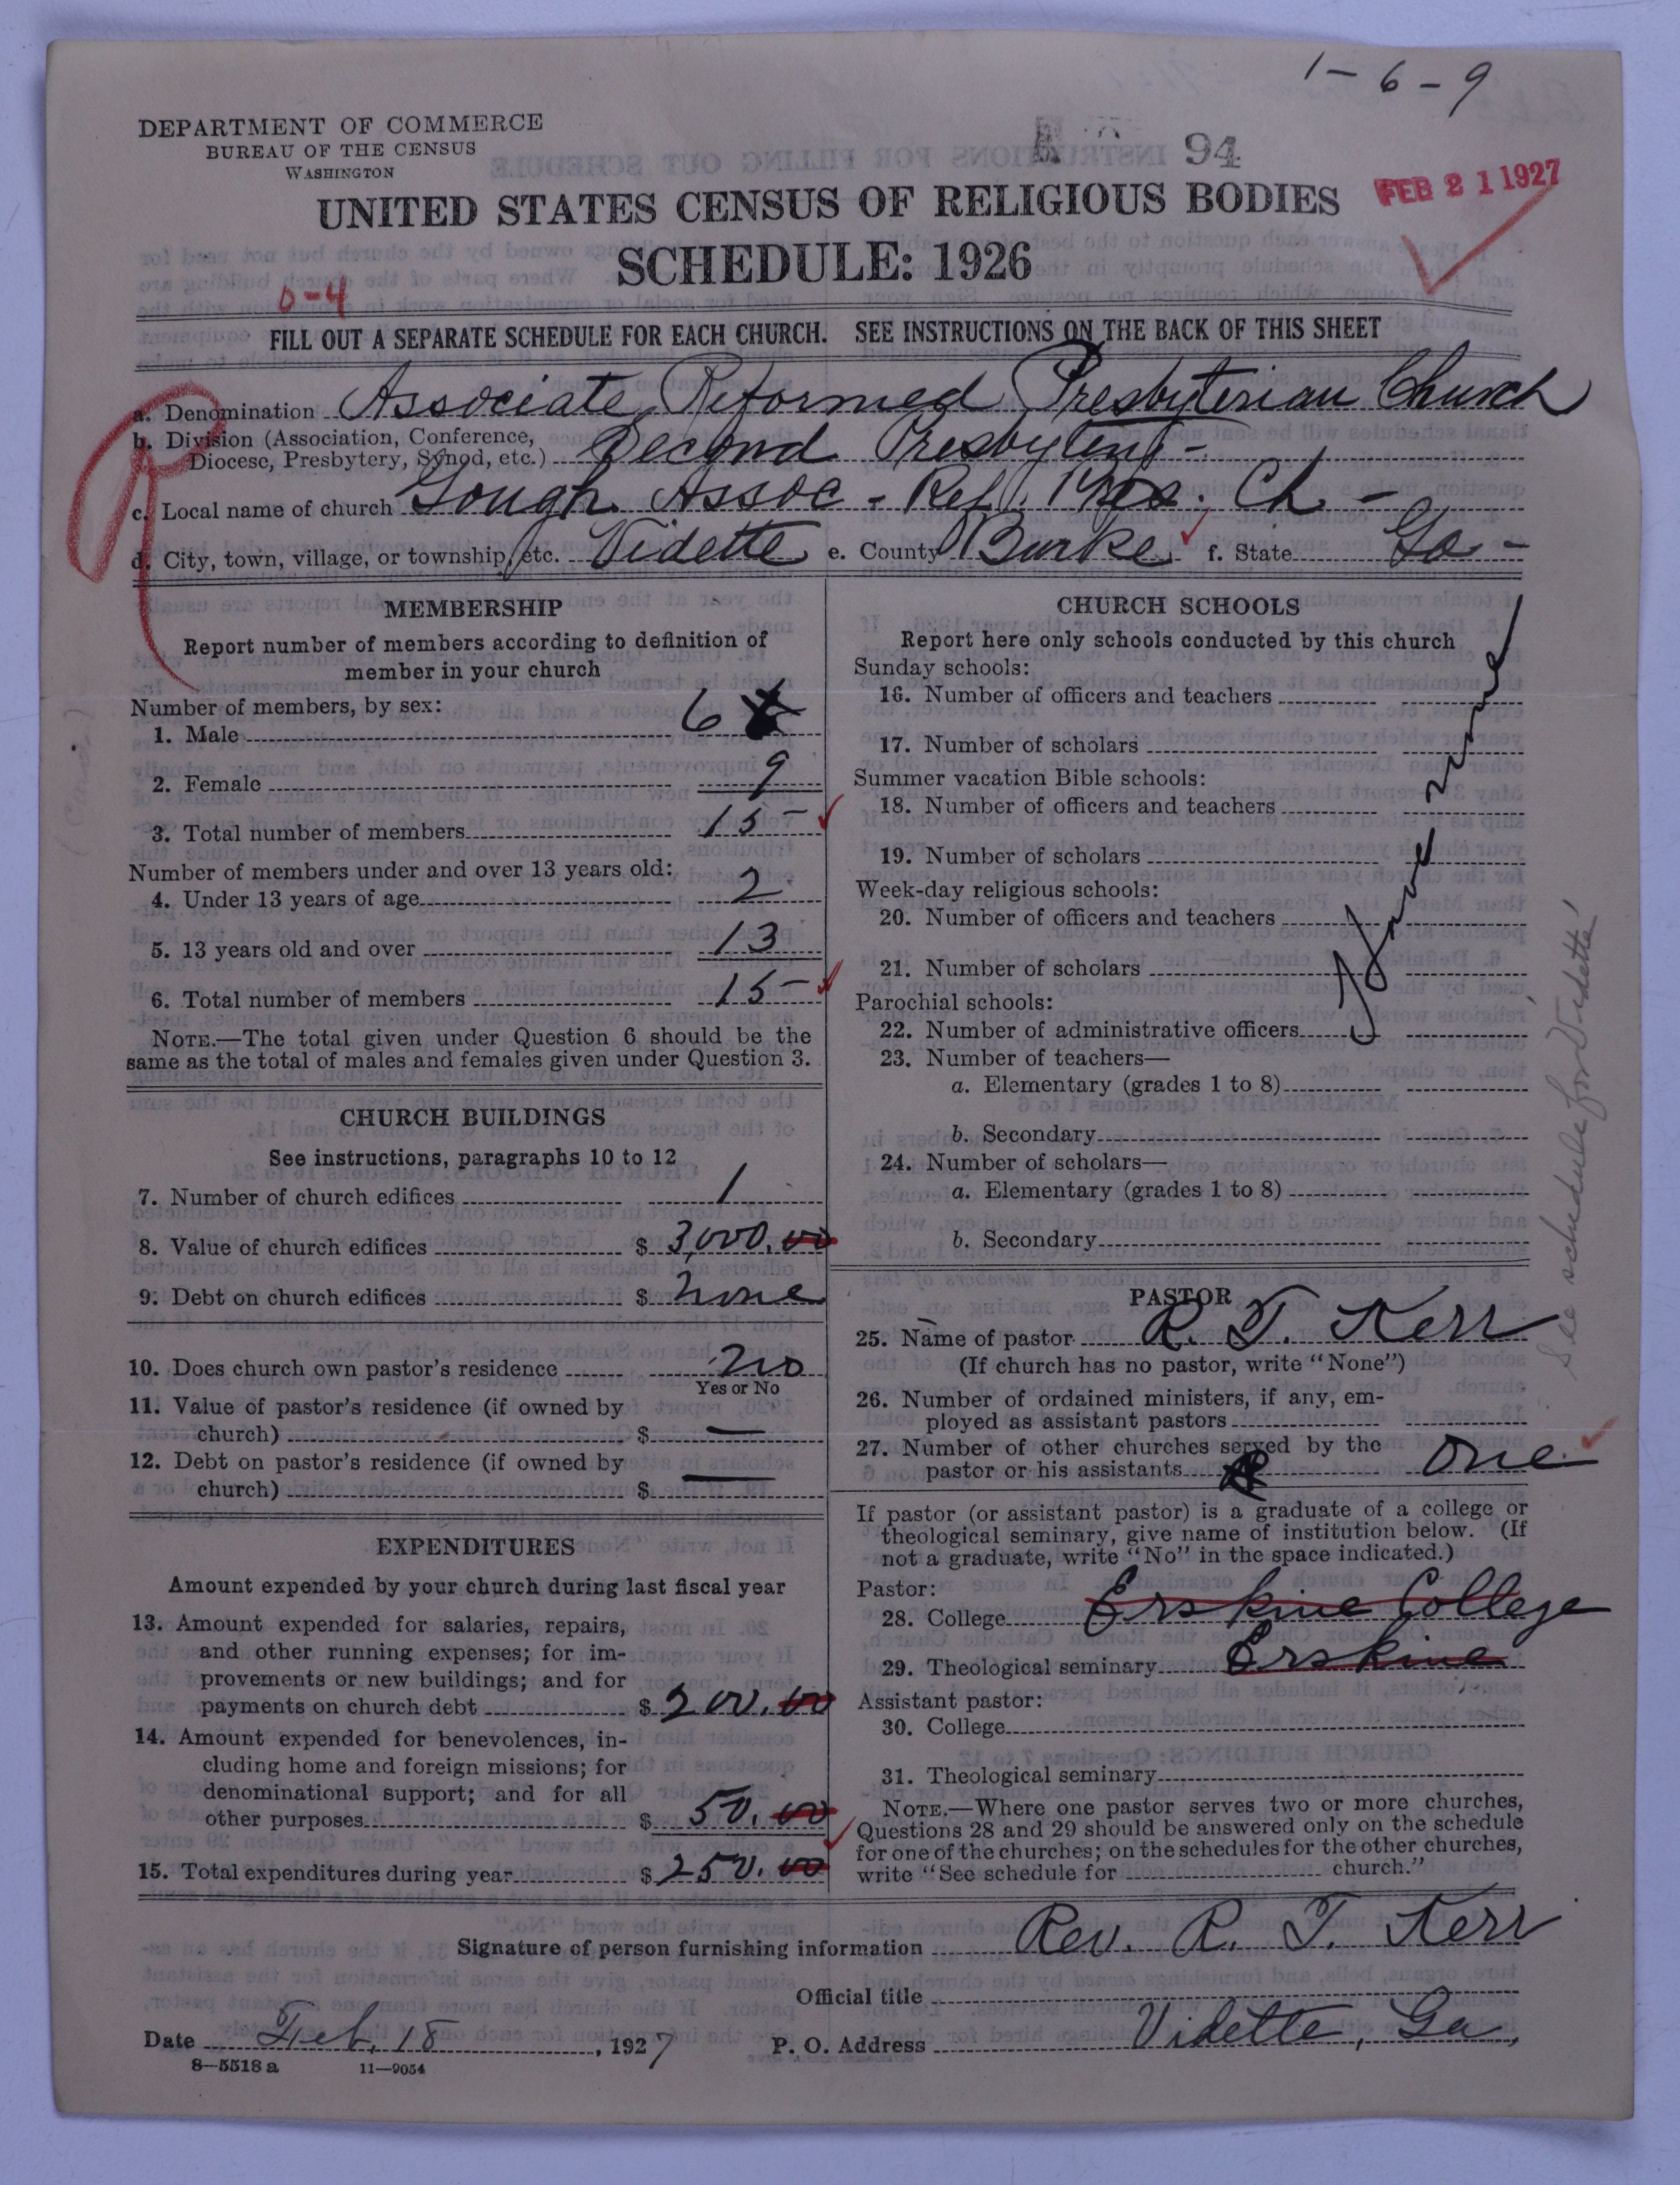 1-6-9
DEPARTMENT OF COMMERCE
BUREAU OF THE CENSUS
WASHINGTON
94
UNITED STATES CENSUS OF RELIGIOUS BODIES
FEB 21 1927
SCHEDULE: 1926
0-4
FILL OUT A SEPARATE SCHEDULE FOR EACH CHURCH. SEE INSTRUCTIONS ON THE BACK OF THIS SHEET
a. Denomination Associate Reformed Presbyterian Church
b. Division (Association, Conference,
Diocese, Presbytery, Synod, etc.) Second Presbytery -
c. Local name of church Gough Assoc - Ref. Pres. Ch -
d. City, town, village, or township, etc. Vidette e. County Burke f. State Ga -
MEMBERSHIP
Report number of members according to definition of
member in your church
Number of members, by sex:
1. Male 6
2. Female 9
3. Total number of members 15
Number of members under and over 13 years old:
4. Under 13 years of age 2
5. 13 years old and over 13
6. Total number of members 15
NOTE.—The total given under Question 6 should be the
same as the total of males and females given under Question 3.
CHURCH BUILDINGS
See instructions, paragraphs 10 to 12
7. Number of church edifices 1
8. Value of church edifices $ 3,000.00
9. Debt on church edifices $ none
10. Does church own pastor's residence no
Yes or No
11. Value of pastor's residence (if owned by
church) $ —
12. Debt on pastor's residence (if owned by
church) $ —
EXPENDITURES
Amount expended by your church during last fiscal year
13. Amount expended for salaries, repairs,
and other running expenses; for im-
provements or new buildings; and for
payments on church debt $ 200.00
14. Amount expended for benevolences, in-
cluding home and foreign missions; for
denominational support; and for all
other purposes $ 50.00
15. Total expenditures during year $ 250.00
CHURCH SCHOOLS
Report here only schools conducted by this church
Sunday schools:
16. Number of officers and teachers
17. Number of scholars
Summer vacation Bible schools:
18. Number of officers and teachers
19. Number of scholars
Week-day religious schools:
20. Number of officers and teachers
21. Number of scholars
Parochial schools:
22. Number of administrative officers
23. Number of teachers—
a. Elementary (grades 1 to 8)
b. Secondary
24. Number of scholars—
a. Elementary (grades 1 to 8)
b. Secondary
PASTOR
25. Name of pastor R. T. Kerr
(If church has no pastor, write "None")
26. Number of ordained ministers, if any, em-
ployed as assistant pastors
27. Number of other churches served by the
pastor or his assistants one
If pastor (or assistant pastor) is a graduate of a college or
theological seminary, give name of institution below. (If
not a graduate, write "No" in the space indicated.)
Pastor:
28. College Erskine College
29. Theological seminary Erskine
Assistant pastor:
30. College
31. Theological seminary
NOTE.—Where one pastor serves two or more churches,
Questions 28 and 29 should be answered only on the schedule
for one of the churches; on the schedules for the other churches,
write "See schedule for church."
See schedule for Vidette
Signature of person furnishing information Rev. R. T. Kerr
Official title
Date Feb. 18, 1927 P. O. Address Vidette, Ga.
8—5518 a 11—9054